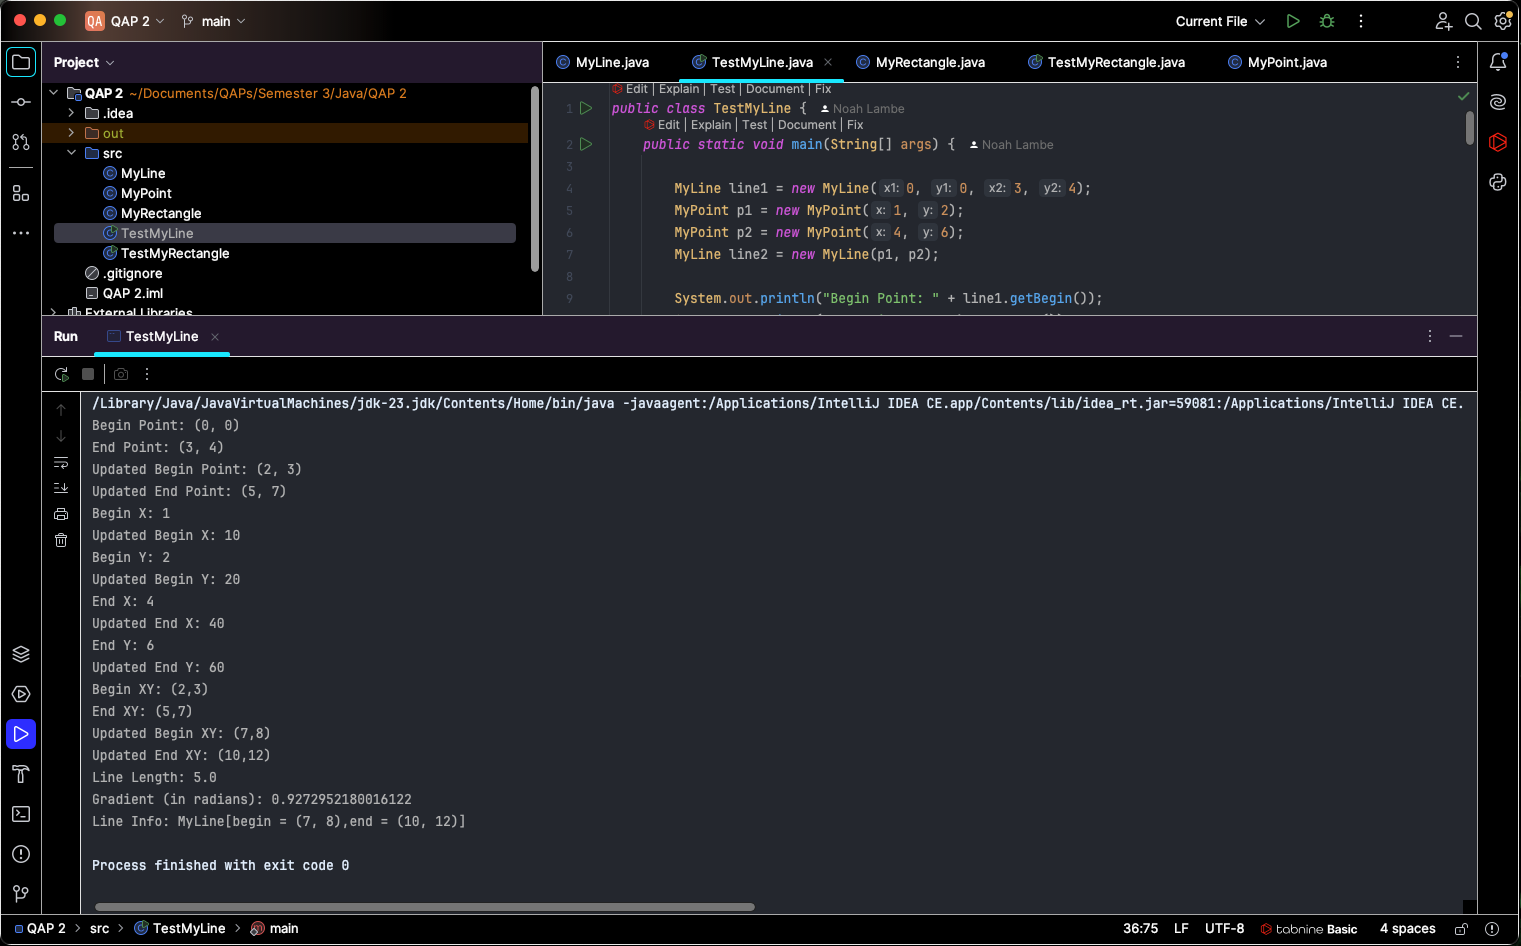 QA QAP 2 main Current File
Project
QAP 2 ~/Documents/QAPs/Semester 3/Java/QAP 2
.idea
out
src
MyLine
MyPoint
MyRectangle
TestMyLine
TestMyRectangle
.gitignore
QAP 2.iml
External Libraries
MyLine.java TestMyLine.java MyRectangle.java TestMyRectangle.java MyPoint.java
Edit | Explain | Test | Document | Fix
1 public class TestMyLine { Noah Lambe
Edit | Explain | Test | Document | Fix
2 public static void main(String[] args) { Noah Lambe
3
4 MyLine line1 = new MyLine( x1: 0, y1: 0, x2: 3, y2: 4);
5 MyPoint p1 = new MyPoint( x: 1, y: 2);
6 MyPoint p2 = new MyPoint( x: 4, y: 6);
7 MyLine line2 = new MyLine(p1, p2);
8
9 System.out.println("Begin Point: " + line1.getBegin());
Run TestMyLine
/Library/Java/JavaVirtualMachines/jdk-23.jdk/Contents/Home/bin/java -javaagent:/Applications/IntelliJ IDEA CE.app/Contents/lib/idea_rt.jar=59081:/Applications/IntelliJ IDEA CE.
Begin Point: (0, 0)
End Point: (3, 4)
Updated Begin Point: (2, 3)
Updated End Point: (5, 7)
Begin X: 1
Updated Begin X: 10
Begin Y: 2
Updated Begin Y: 20
End X: 4
Updated End X: 40
End Y: 6
Updated End Y: 60
Begin XY: (2,3)
End XY: (5,7)
Updated Begin XY: (7,8)
Updated End XY: (10,12)
Line Length: 5.0
Gradient (in radians): 0.9272952180016122
Line Info: MyLine[begin = (7, 8),end = (10, 12)]
Process finished with exit code 0
QAP 2 > src > TestMyLine > main 36:75 LF UTF-8 tabnine Basic 4 spaces